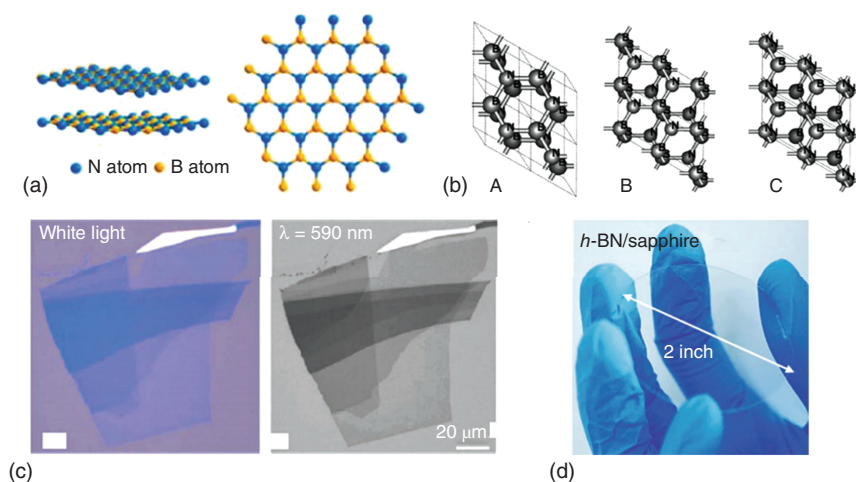 N atom B atom
(a)
(b)
A
B
C
White light
λ = 590 nm
20 μm
(c)
h-BN/sapphire
2 inch
(d)